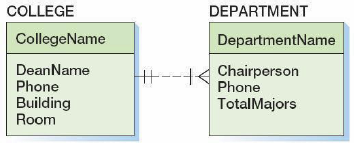 COLLEGE
CollegeName
DeanName
Phone
Building
Room
DEPARTMENT
DepartmentName
Chairperson
Phone
TotalMajors